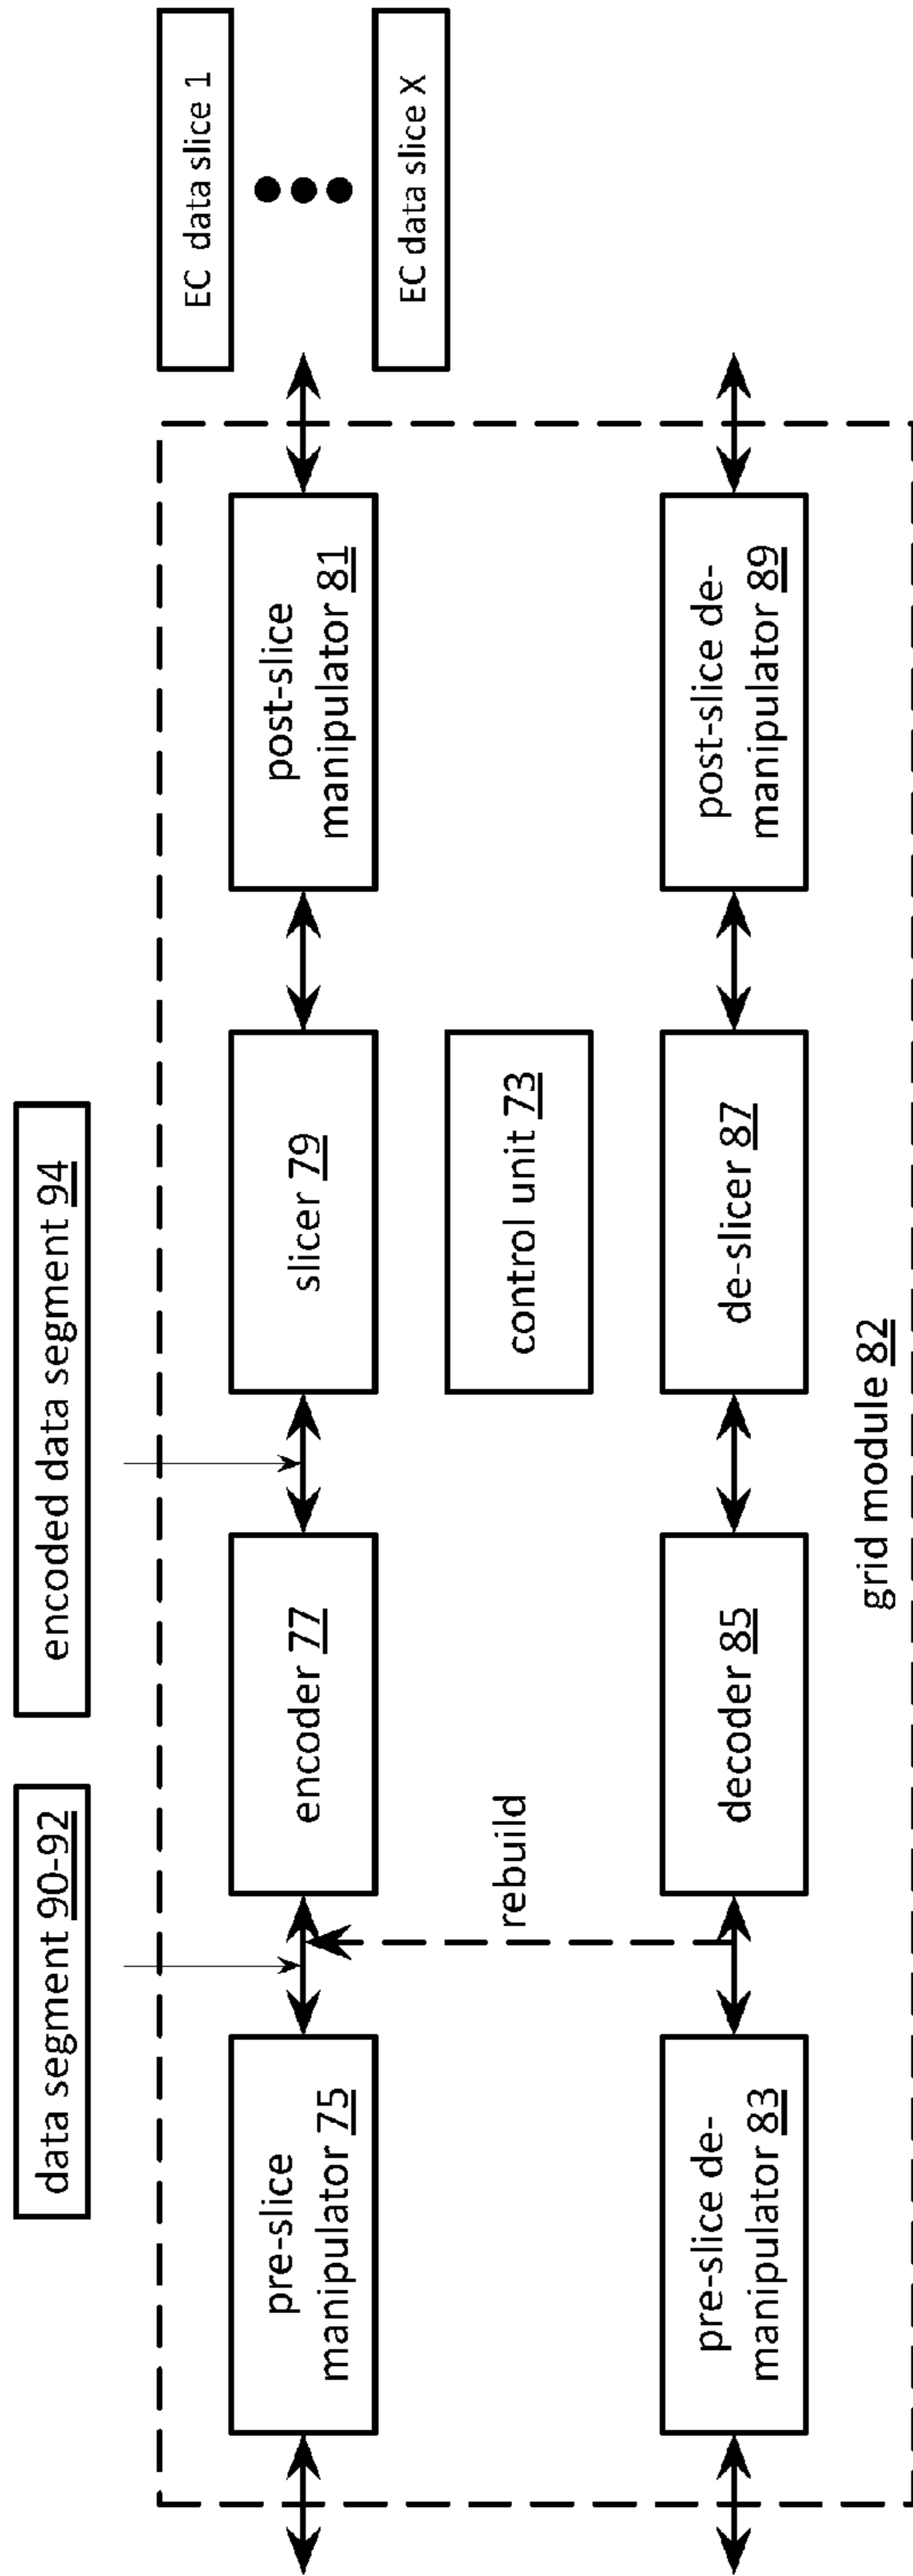 data segment 90-92
encoded data segment 94
EC data slice 1
EC data slice X
pre-slice
manipulator 75
encoder 77
slicer 79
post-slice
manipulator 81
rebuild
control unit 73
pre-slice de-
manipulator 83
decoder 85
de-slicer 87
post-slice de-
manipulator 89
grid module 82